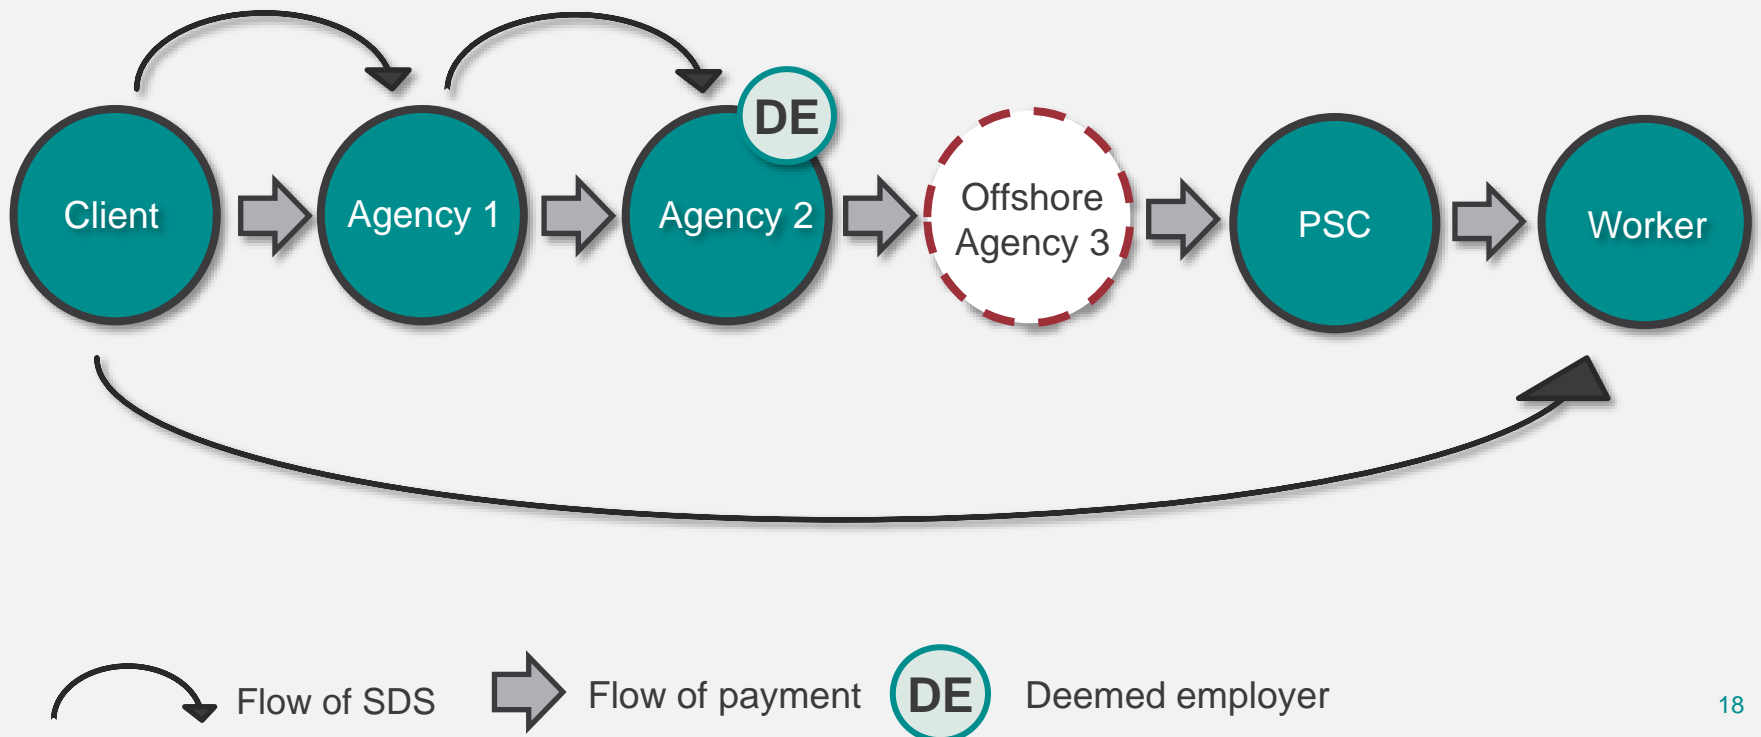 DE
Client
Agency 1
Agency 2
Offshore
Agency 3
PSC
Worker
Flow of SDS
Flow of payment
DE
Deemed employer
18